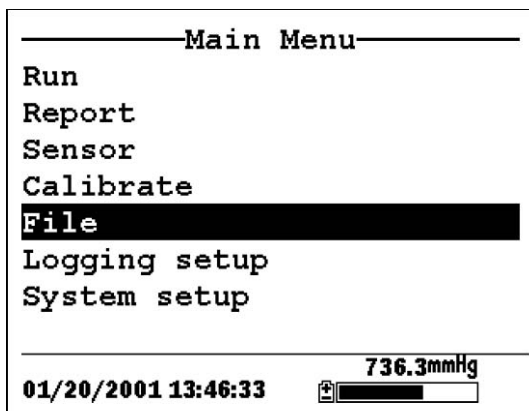 Main Menu
Run
Report
Sensor
Calibrate
File
Logging setup
System setup
736.3mmHg
01/20/2001 13:46:33